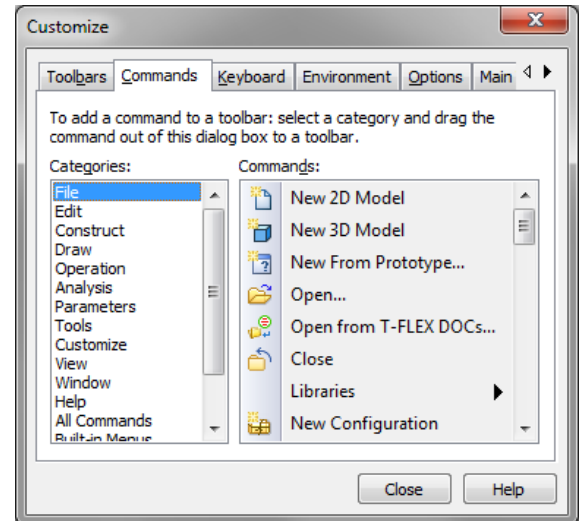 Customize
Toolbars Commands Keyboard Environment Options Main
To add a command to a toolbar: select a category and drag the
command out of this dialog box to a toolbar.
Categories: Commands:
File
Edit
Construct
Draw
Operation
Analysis
Parameters
Tools
Customize
View
Window
Help
All Commands
Built-in Menus
New 2D Model
New 3D Model
New From Prototype...
Open...
Open from T-FLEX DOCs...
Close
Libraries
New Configuration
Close Help